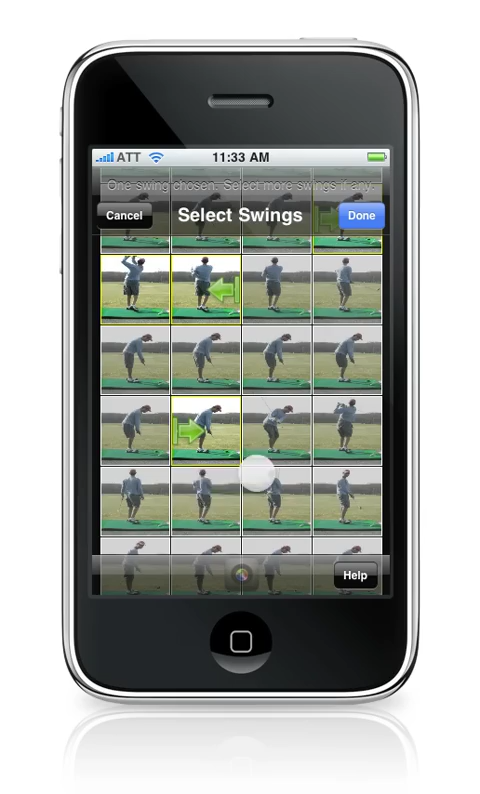 ATT 11:33 AM
One swing chosen. Select more swings if any.
Cancel Select Swings Done
Help